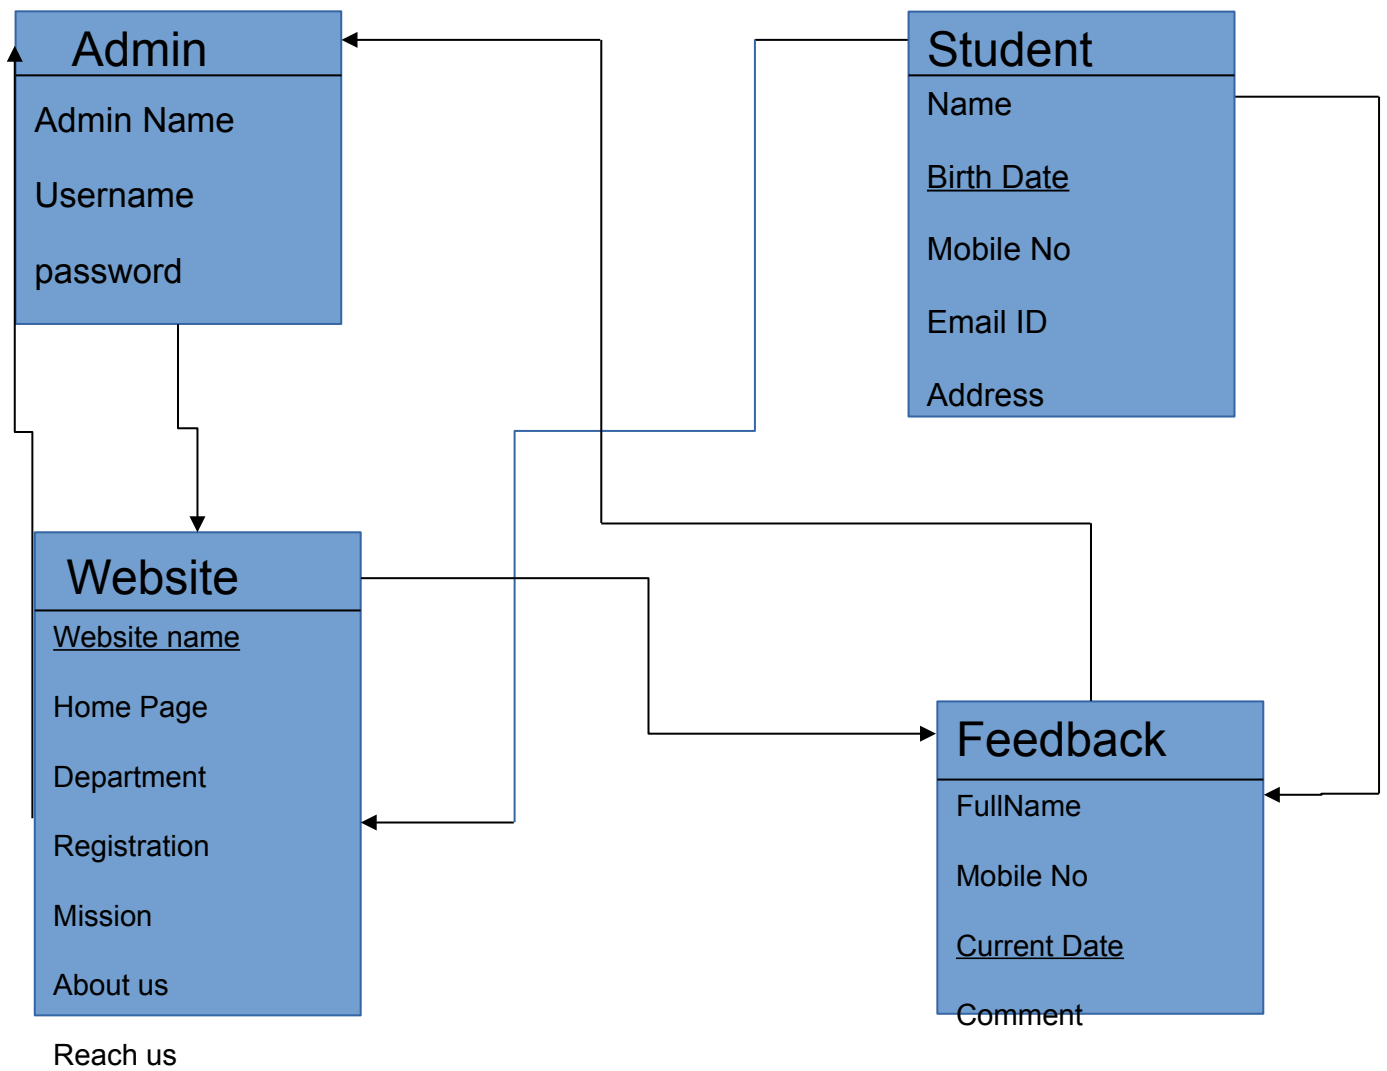 Admin
Admin Name
Username
password
Student
Name
Birth Date
Mobile No
Email ID
Address
Website
Website name
Home Page
Department
Registration
Mission
About us
Reach us
Feedback
FullName
Mobile No
Current Date
Comment